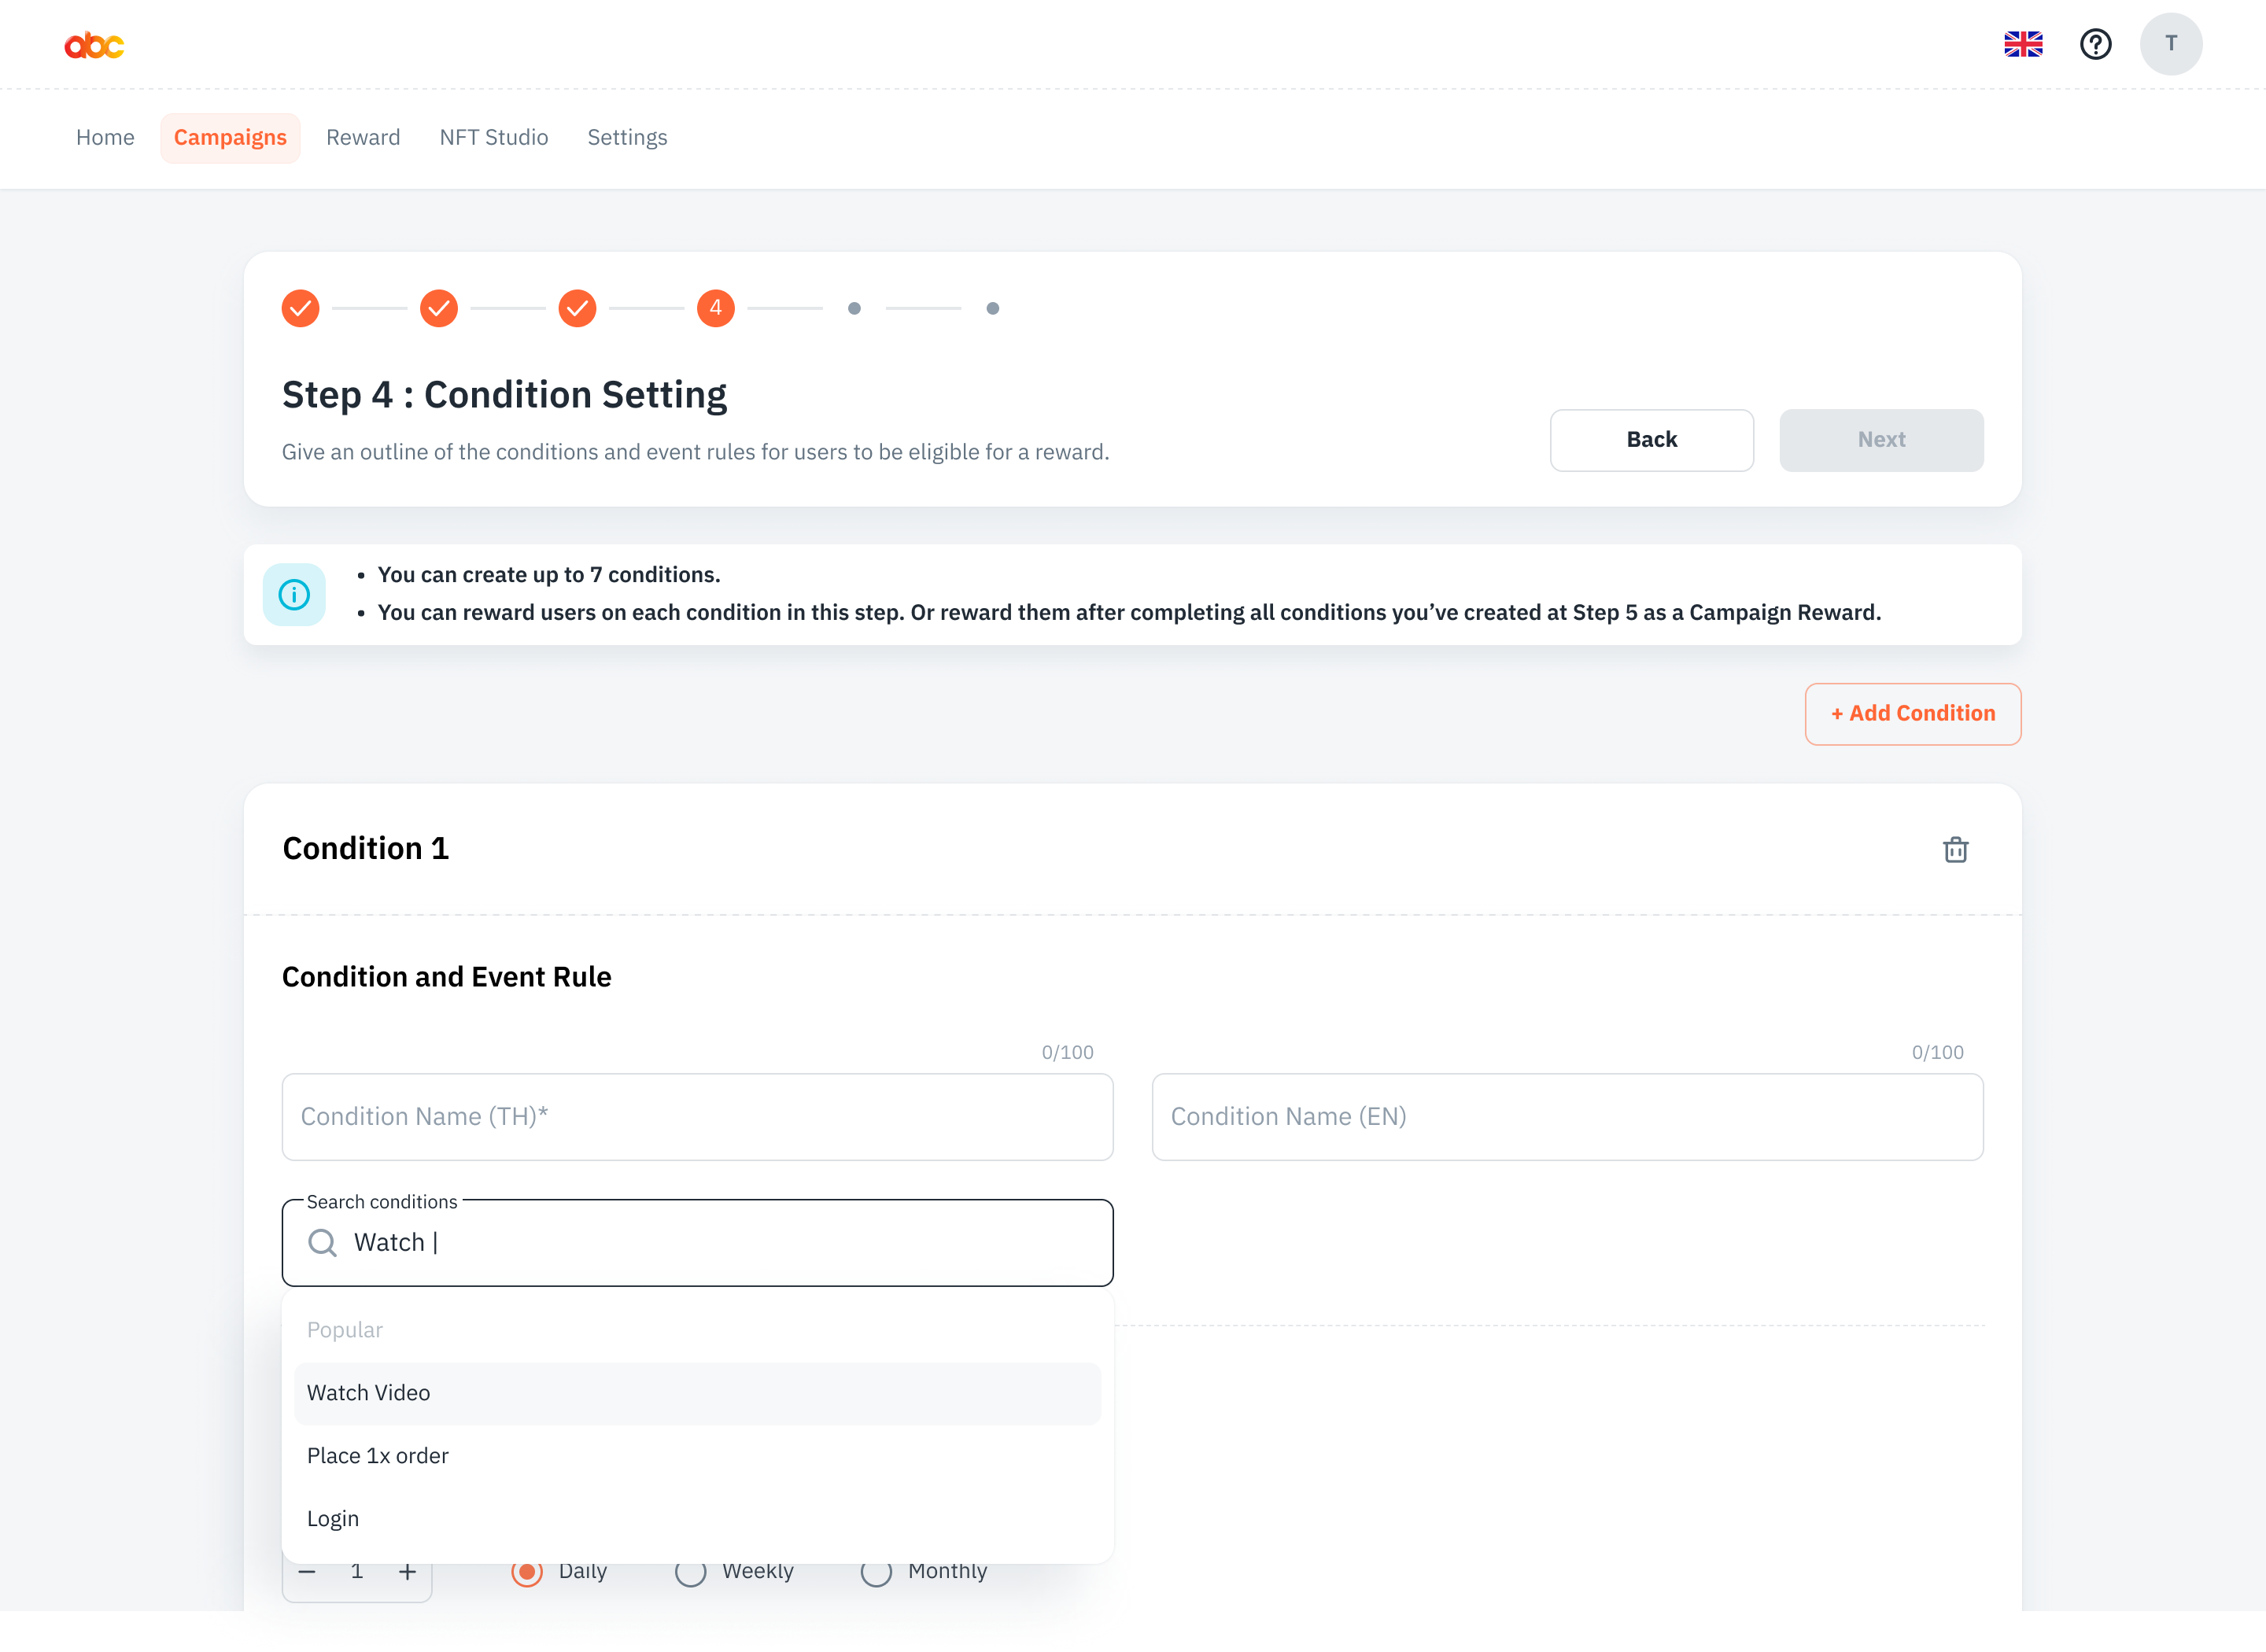 abc
T
Home Campaigns Reward NFT Studio Settings
4
Step 4 : Condition Setting
Give an outline of the conditions and event rules for users to be eligible for a reward.
Back Next
• You can create up to 7 conditions.
• You can reward users on each condition in this step. Or reward them after completing all conditions you’ve created at Step 5 as a Campaign Reward.
+ Add Condition
Condition 1
Condition and Event Rule
0/100 0/100
Condition Name (TH)* Condition Name (EN)
Search conditions
Watch
Popular
Watch Video
Place 1x order
Login
− 1 + Daily Weekly Monthly